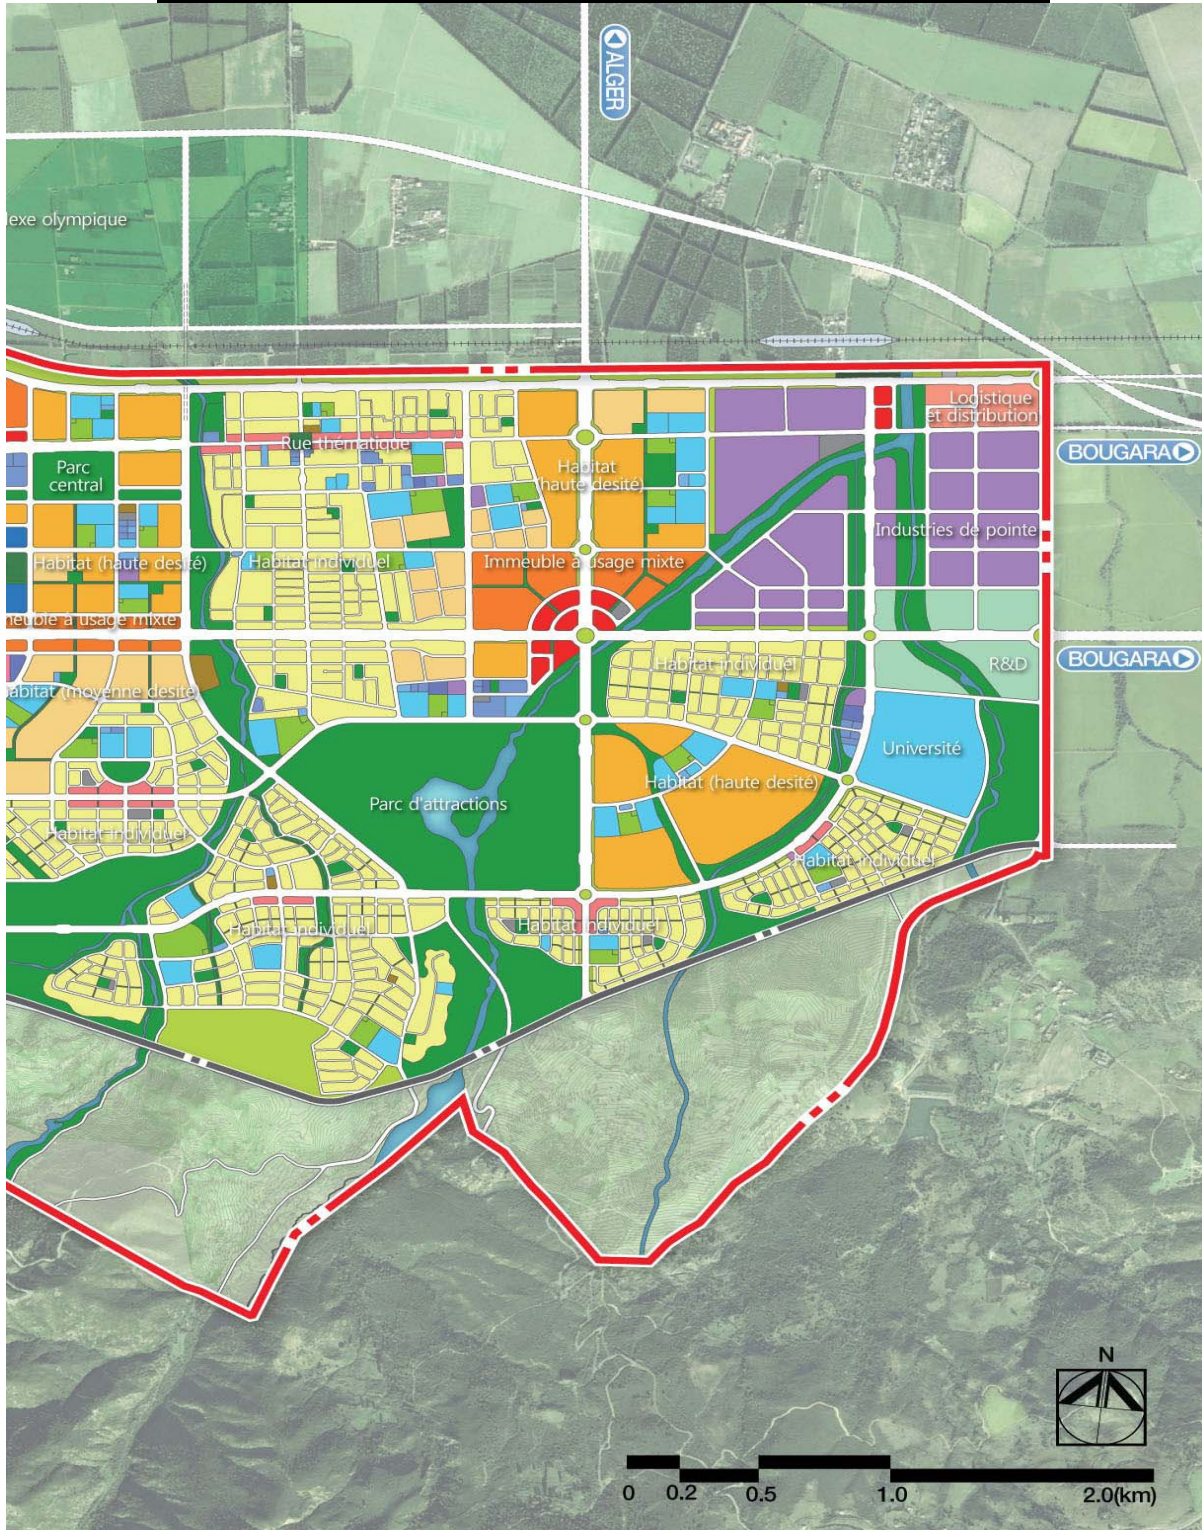 ALGER
lexe olympique
Logistique
et distribution
Rue thématique
BOUGARA
Parc
central
Habitat
(haute desité)
Industries de pointe
Habitat (haute desité)
Habitat individuel
Immeuble à usage mixte
meuble à usage mixte
Habitat individuel
R&D
BOUGARA
abitat (moyenne desité)
Université
Habitat (haute desité)
Parc d'attractions
Habitat individuel
Habitat individuel
Habitat individuel
Habitat individuel
N
0 0.2 0.5 1.0 2.0(km)